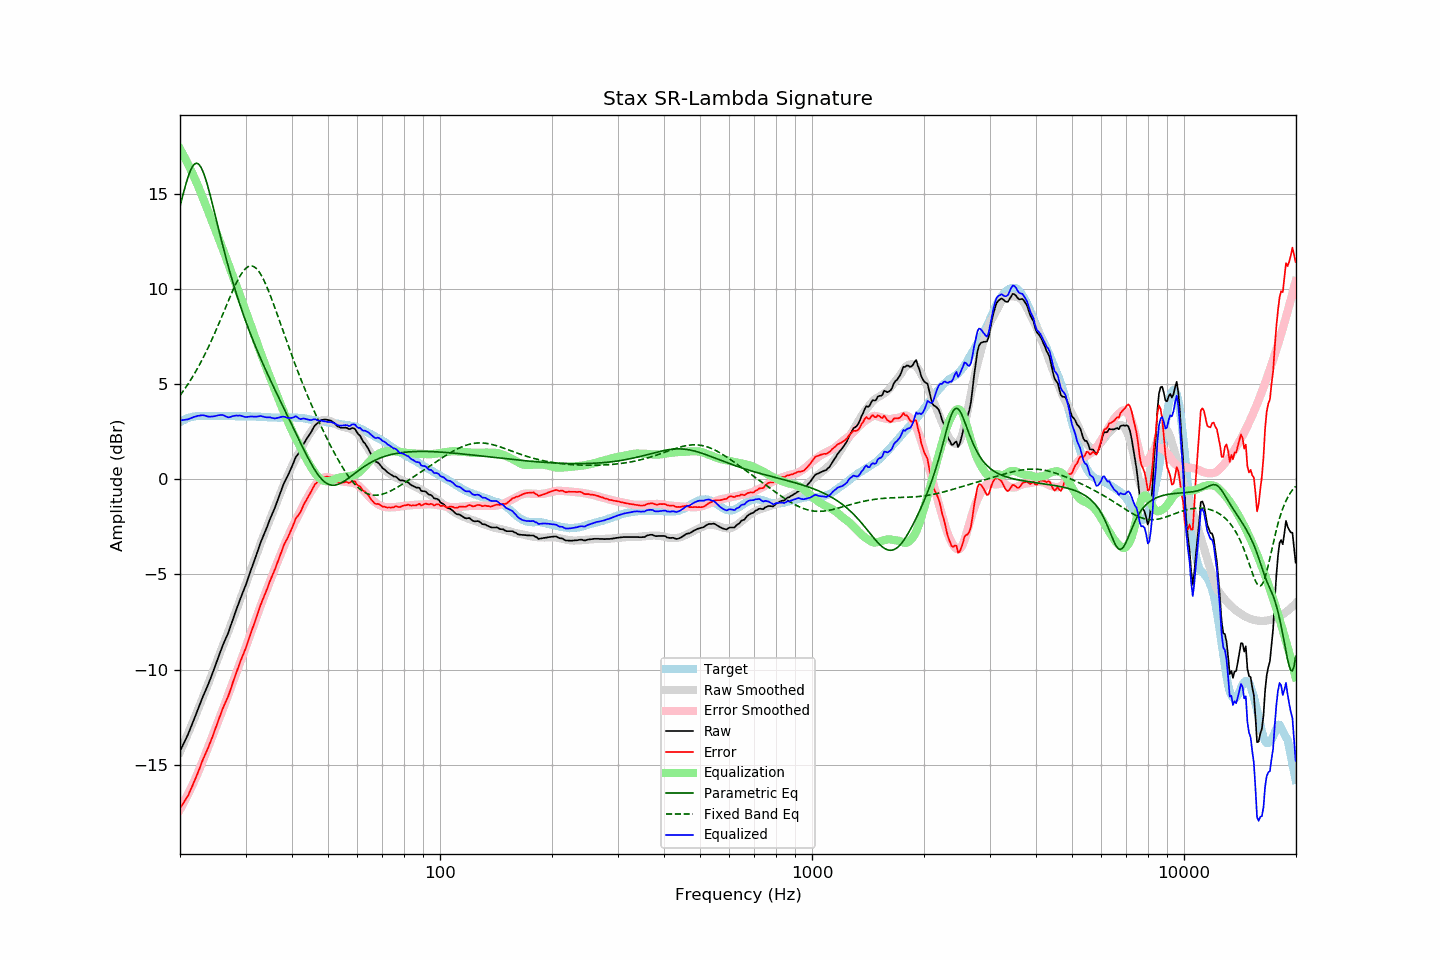 Stax SR-Lambda Signature
Amplitude (dBr)
15
10
5
0
−5
−10
−15
Target
Raw Smoothed
Error Smoothed
Raw
Error
Equalization
Parametric Eq
Fixed Band Eq
Equalized
100 1000 10000
Frequency (Hz)